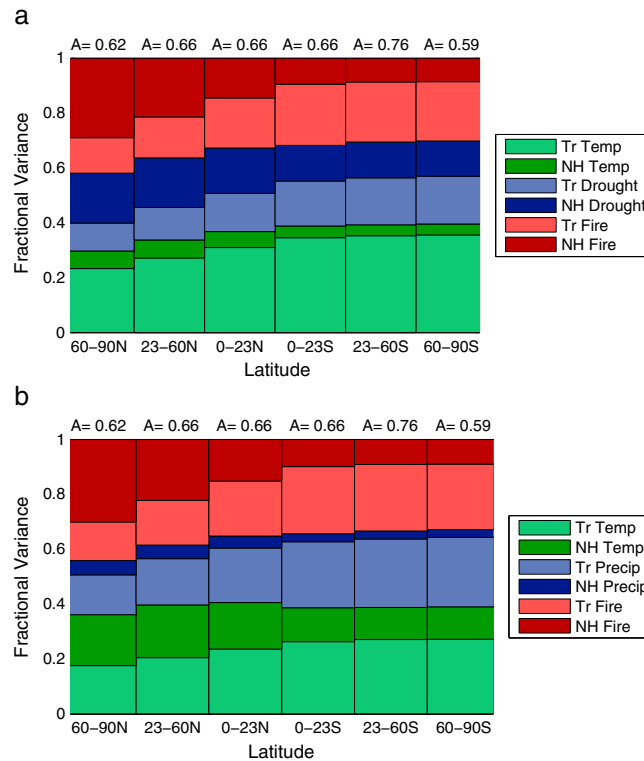 a
A= 0.62 A= 0.66 A= 0.66 A= 0.66 A= 0.76 A= 0.59
1
0.8
0.6
0.4
0.2
0
Fractional Variance
60−90N 23−60N 0−23N 0−23S 23−60S 60−90S
Latitude
Tr Temp
NH Temp
Tr Drought
NH Drought
Tr Fire
NH Fire
b
A= 0.62 A= 0.66 A= 0.66 A= 0.66 A= 0.76 A= 0.59
1
0.8
0.6
0.4
0.2
0
Fractional Variance
60−90N 23−60N 0−23N 0−23S 23−60S 60−90S
Latitude
Tr Temp
NH Temp
Tr Precip
NH Precip
Tr Fire
NH Fire